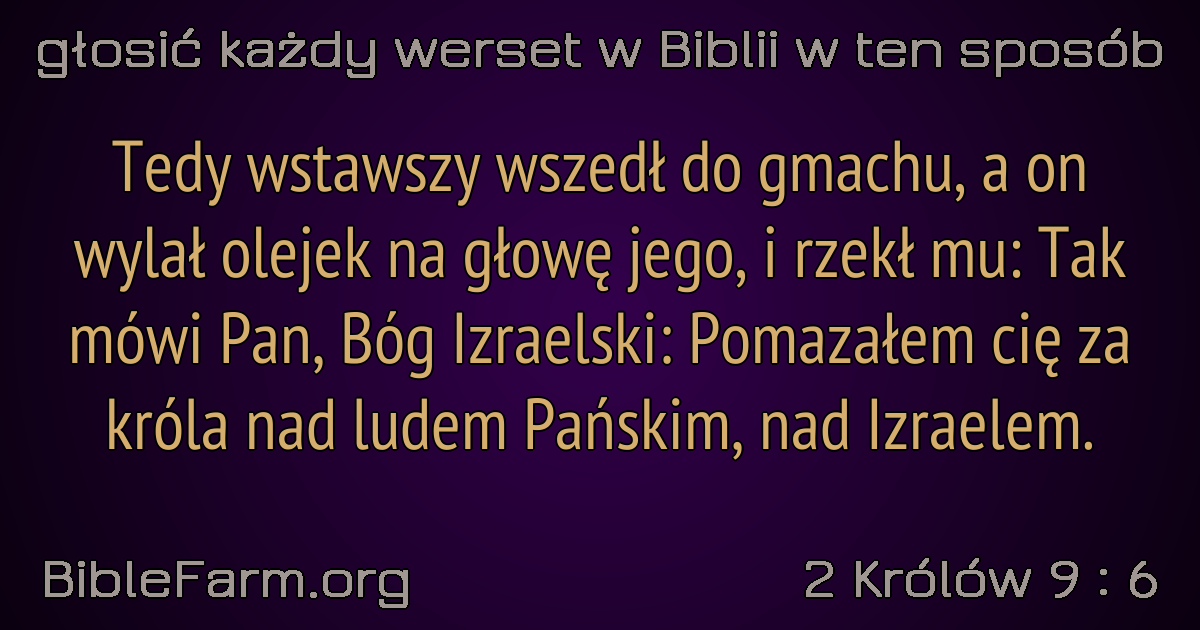 głosić każdy werset w Biblii w ten sposób
Tedy wstawszy wszedł do gmachu, a on
wylał olejek na głowę jego, i rzekł mu: Tak
mówi Pan, Bóg Izraelski: Pomazałem cię za
króla nad ludem Pańskim, nad Izraelem.
BibleFarm.org
2 Królów 9 : 6